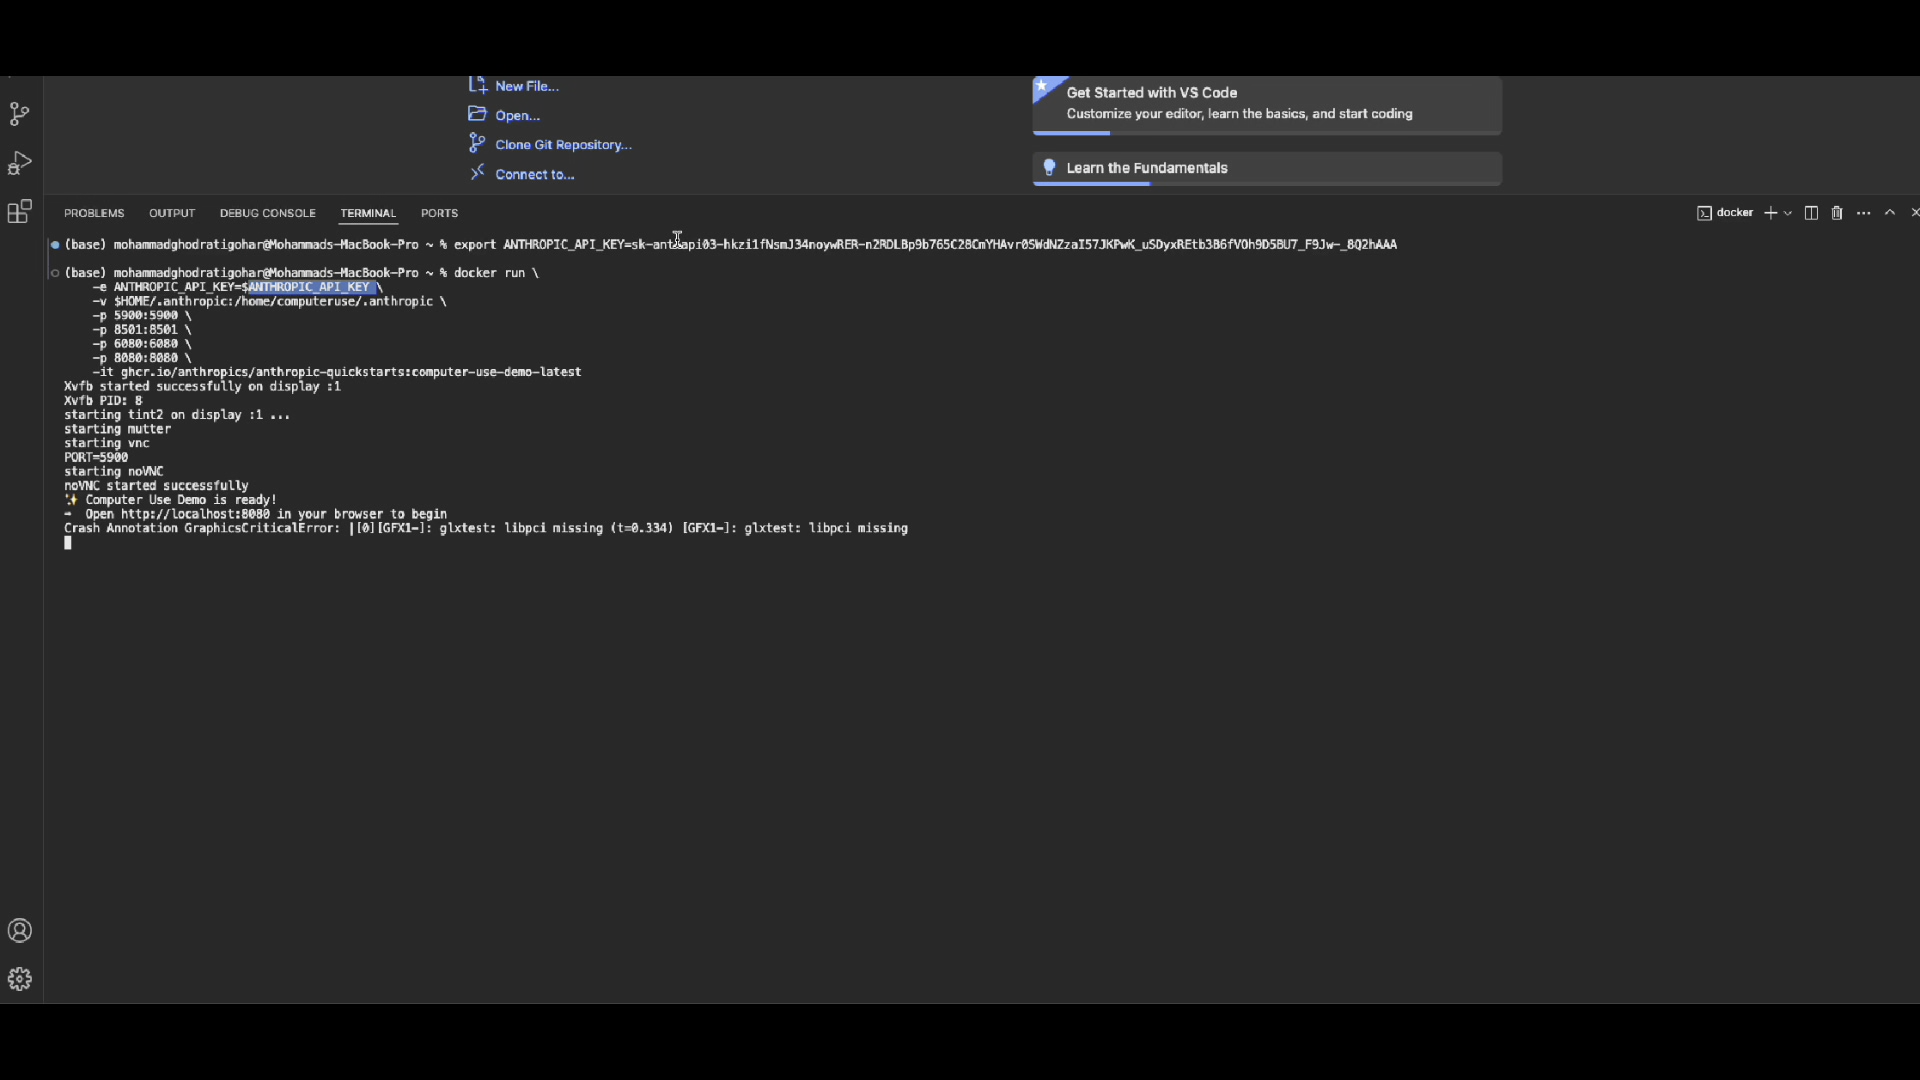 New File...
Open...
Clone Git Repository...
Connect to...
Get Started with VS Code
Customize your editor, learn the basics, and start coding
Learn the Fundamentals
PROBLEMS OUTPUT DEBUG CONSOLE TERMINAL PORTS docker
(base) mohammadghodratigohar@Mohammads-MacBook-Pro ~ % export ANTHROPIC_API_KEY=[API key redacted]
(base) mohammadghodratigohar@Mohammads-MacBook-Pro ~ % docker run \
-e ANTHROPIC_API_KEY=$ANTHROPIC_API_KEY \
-v $HOME/.anthropic:/home/computeruse/.anthropic \
-p 5900:5900 \
-p 8501:8501 \
-p 6080:6080 \
-p 8080:8080 \
-it ghcr.io/anthropics/anthropic-quickstarts:computer-use-demo-latest
Xvfb started successfully on display :1
Xvfb PID: 8
starting tint2 on display :1 ...
starting mutter
starting vnc
PORT=5900
starting noVNC
noVNC started successfully
✨ Computer Use Demo is ready!
→ Open http://localhost:8080 in your browser to begin
Crash Annotation GraphicsCriticalError: |[0][GFX1-]: glxtest: libpci missing (t=0.334) [GFX1-]: glxtest: libpci missing